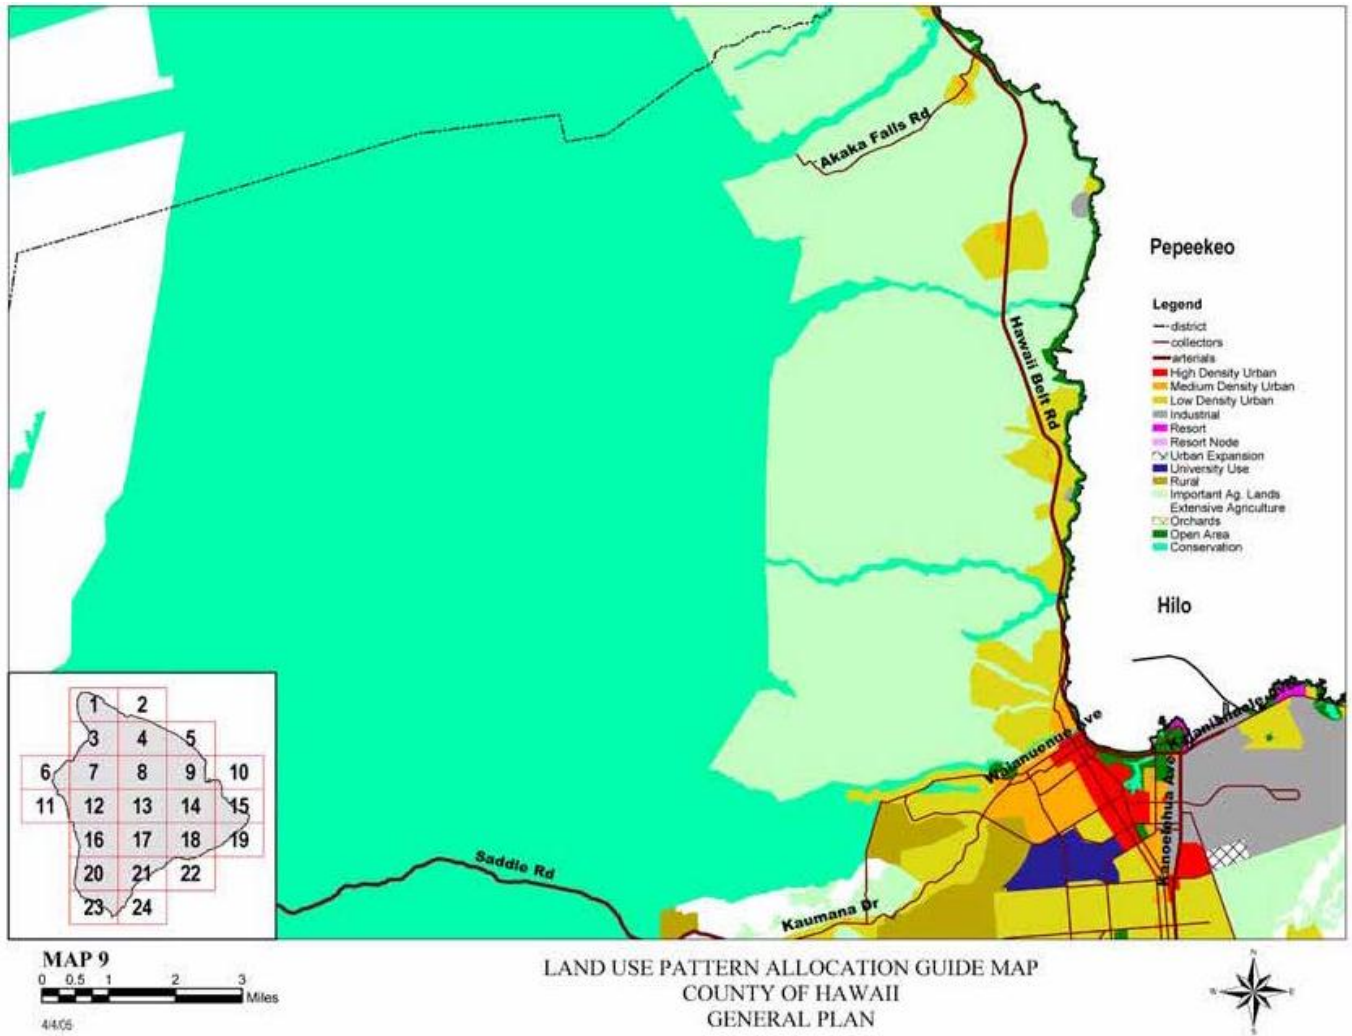 Akaka Falls Rd
Pepeekeo
Legend
district
collectors
arterials
High Density Urban
Medium Density Urban
Low Density Urban
Industrial
Resort
Resort Node
Urban Expansion
University Use
Rural
Important Ag. Lands
Extensive Agriculture
Orchards
Open Area
Conservation
Hawaii Belt Rd
Hilo
Waianuenue Ave
Kanoelehua Ave
Saddle Rd
Kaumana Dr
1 2
3 4 5
6 7 8 9 10
11 12 13 14 15
16 17 18 19
20 21 22
23 24
MAP 9
0 0.5 1 2 3
Miles
4/4/05
LAND USE PATTERN ALLOCATION GUIDE MAP
COUNTY OF HAWAII
GENERAL PLAN
N
W E
S